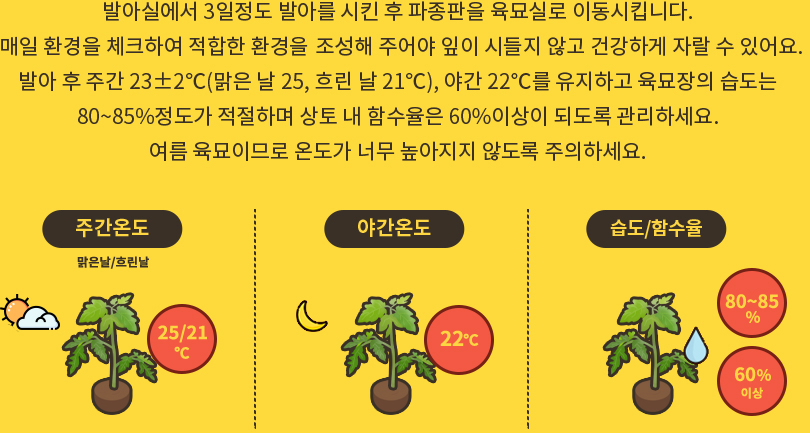 발아실에서 3일정도 발아를 시킨 후 파종판을 육묘실로 이동시킵니다.
매일 환경을 체크하여 적합한 환경을 조성해 주어야 잎이 시들지 않고 건강하게 자랄 수 있어요.
발아 후 주간 23±2℃(맑은 날 25, 흐린 날 21℃), 야간 22℃를 유지하고 육묘장의 습도는
80~85%정도가 적절하며 상토 내 함수율은 60%이상이 되도록 관리하세요.
여름 육묘이므로 온도가 너무 높아지지 않도록 주의하세요.
주간온도
맑은날/흐린날
25/21
℃
야간온도
22℃
습도/함수율
80~85
%
60%
이상